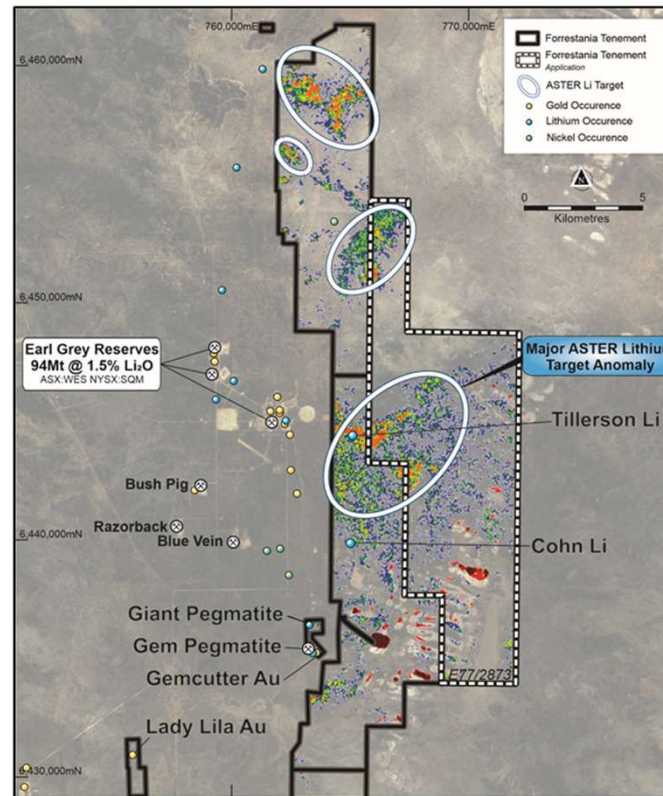 760,000mE
770,000mE
6,460,000mN
Forrestania Tenement
Forrestania Tenement
Application
ASTER Li Target
Gold Occurence
Lithium Occurence
Nickel Occurence
N
5
0
5
Kilometres
6,450,000mN
Earl Grey Reserves
94Mt @ 1.5% Li₂O
ASX:WES NYSX:SQM
Major ASTER Lithium
Target Anomaly
Tillerson Li
Bush Pig
Razorback
6,440,000mN
Blue Vein
Cohn Li
Giant Pegmatite
Gem Pegmatite
Gemcutter Au
E77/2873
Lady Lila Au
6,430,000mN